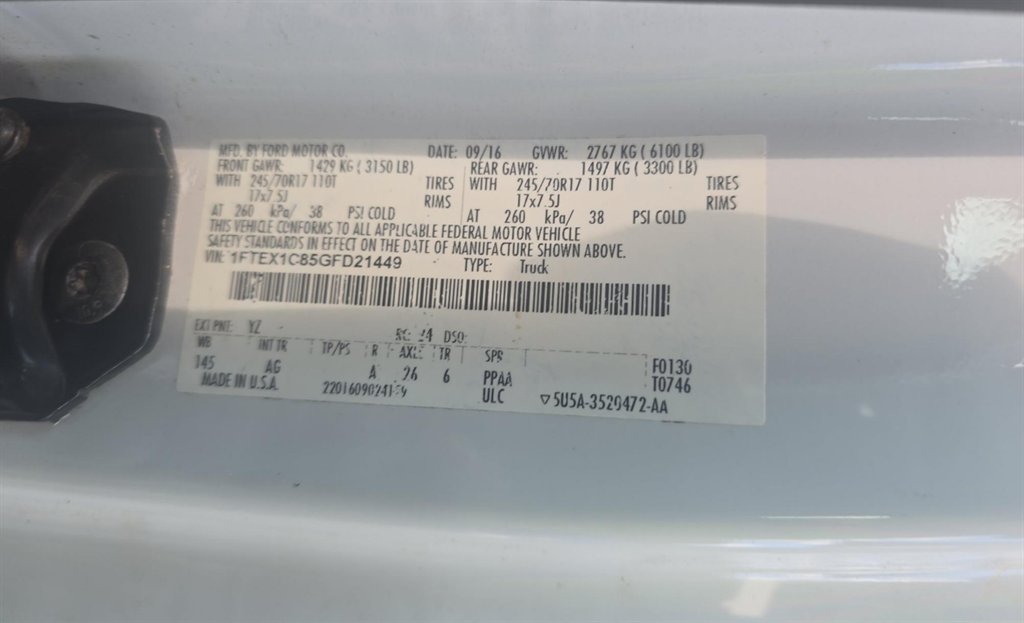 MFD. BY FORD MOTOR CO. DATE: 09/16 GVWR: 2767 KG ( 6100 LB)
FRONT GAWR: 1429 KG ( 3150 LB) REAR GAWR: 1497 KG ( 3300 LB)
WITH 245/70R17 110T TIRES WITH 245/70R17 110T TIRES
17x7.5J RIMS 17x7.5J RIMS
AT 260 kPa/ 38 PSI COLD AT 260 kPa/ 38 PSI COLD
THIS VEHICLE CONFORMS TO ALL APPLICABLE FEDERAL MOTOR VEHICLE
SAFETY STANDARDS IN EFFECT ON THE DATE OF MANUFACTURE SHOWN ABOVE.
VIN: 1FTEX1C85GFD21449 TYPE: Truck
EXT PNT: YZ RC: 24 DSO:
WB INT TR TP/PS R AXLE TR SPR
145 AG A 26 6 PPAA F0130
MADE IN U.S.A. ULC T0746
▽5U5A-3520472-AA